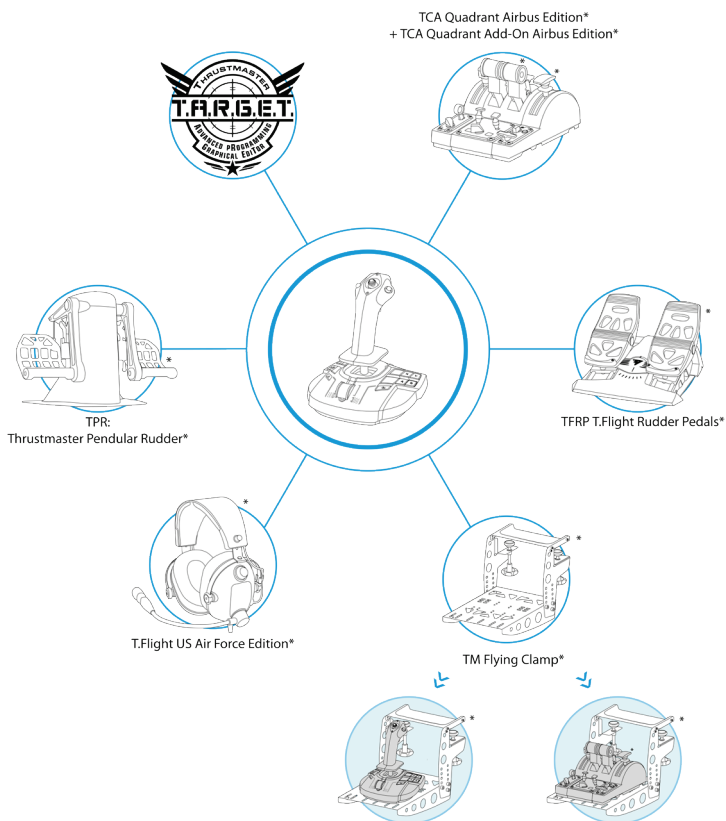 TCA Quadrant Airbus Edition*
+ TCA Quadrant Add-On Airbus Edition*
*
*
THRUSTMASTER
T.A.R.G.E.T.
ADVANCED PROGRAMMING
GRAPHICAL EDITOR
*
*
TPR:
Thrustmaster Pendular Rudder*
TFRP T.Flight Rudder Pedals*
*
*
T.Flight US Air Force Edition*
TM Flying Clamp*
*
*